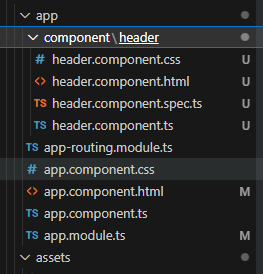 app
component\header
# header.component.css U
<> header.component.html U
TS header.component.spec.ts U
TS header.component.ts U
TS app-routing.module.ts
# app.component.css
<> app.component.html M
TS app.component.ts
TS app.module.ts M
assets